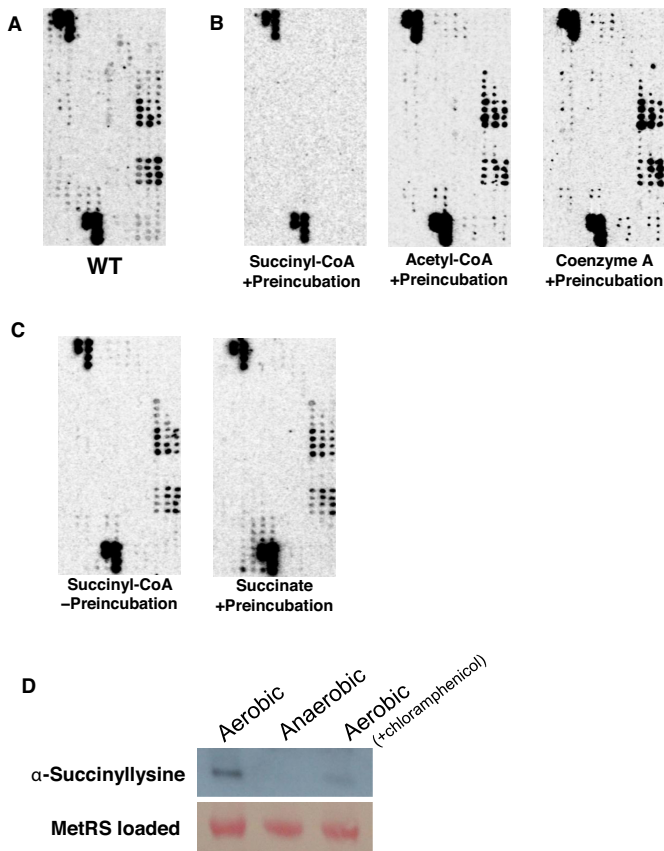 A
B
WT
Succinyl-CoA
+Preincubation
Acetyl-CoA
+Preincubation
Coenzyme A
+Preincubation
C
Succinyl-CoA
–Preincubation
Succinate
+Preincubation
D
Aerobic
Anaerobic
Aerobic
(+chloramphenicol)
α-Succinyllysine
MetRS loaded